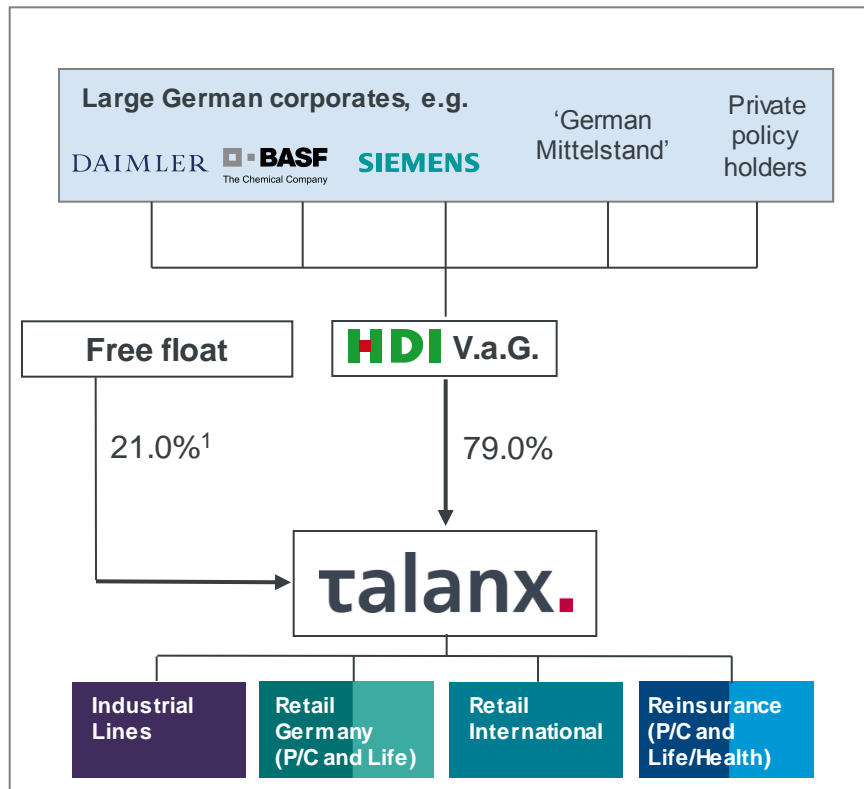 Large German corporates, e.g.
DAIMLER
BASF
The Chemical Company
SIEMENS
‘German
Mittelstand’
Private
policy
holders
Free float
HDI V.a.G.
21.0%¹
79.0%
τalanx.
Industrial
Lines
Retail
Germany
(P/C and Life)
Retail
International
Reinsurance
(P/C and
Life/Health)